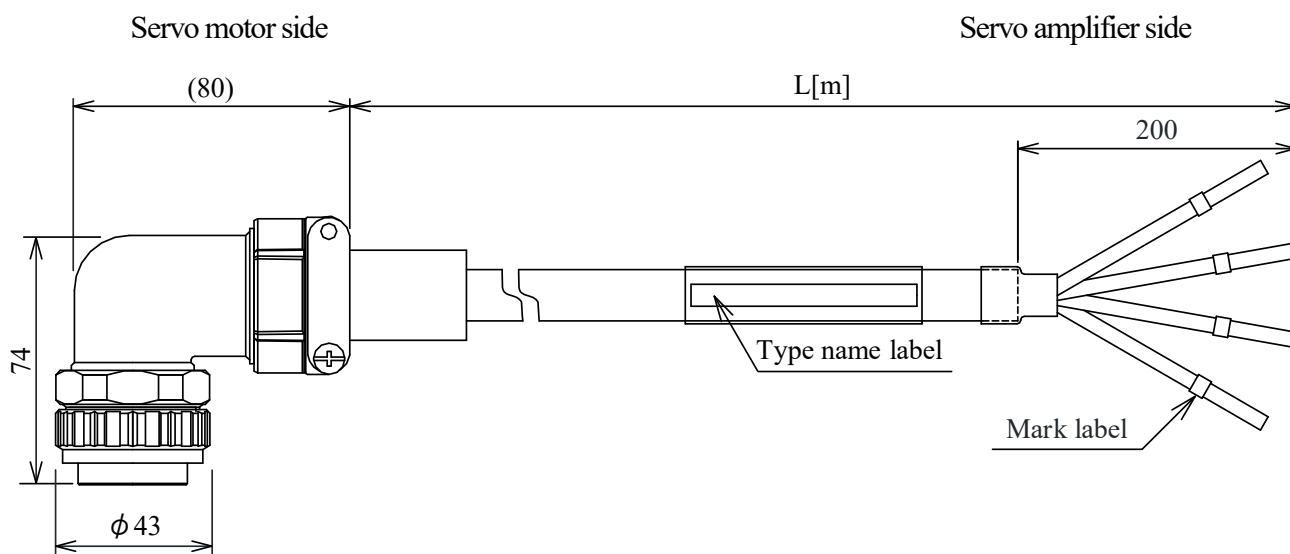 Servo motor side
Servo amplifier side
(80)
L[m]
200
74
Type name label
Mark label
ϕ43